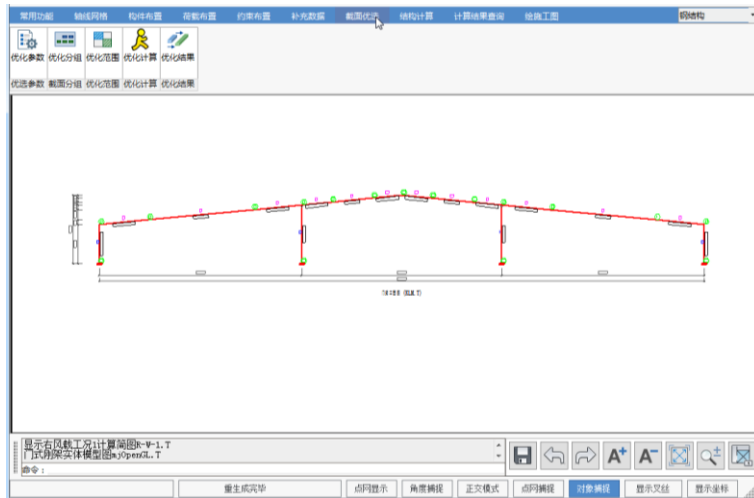 常用功能 轴线网格 构件布置 荷载布置 约束布置 补充数据 截面优选 结构计算 计算结果查询 绘施工图 钢结构
优化参数 优化分组 优化范围 优化计算 优化结果
优选参数 截面分组 优化范围 优化计算 优化结果
显示右风载工况1计算简图R-W-1.T
门式刚架实体模型图mjOpenGL.T
命令:
重生成完毕 点网显示 角度捕捉 正交模式 点网捕捉 对象捕捉 显示叉丝 显示坐标